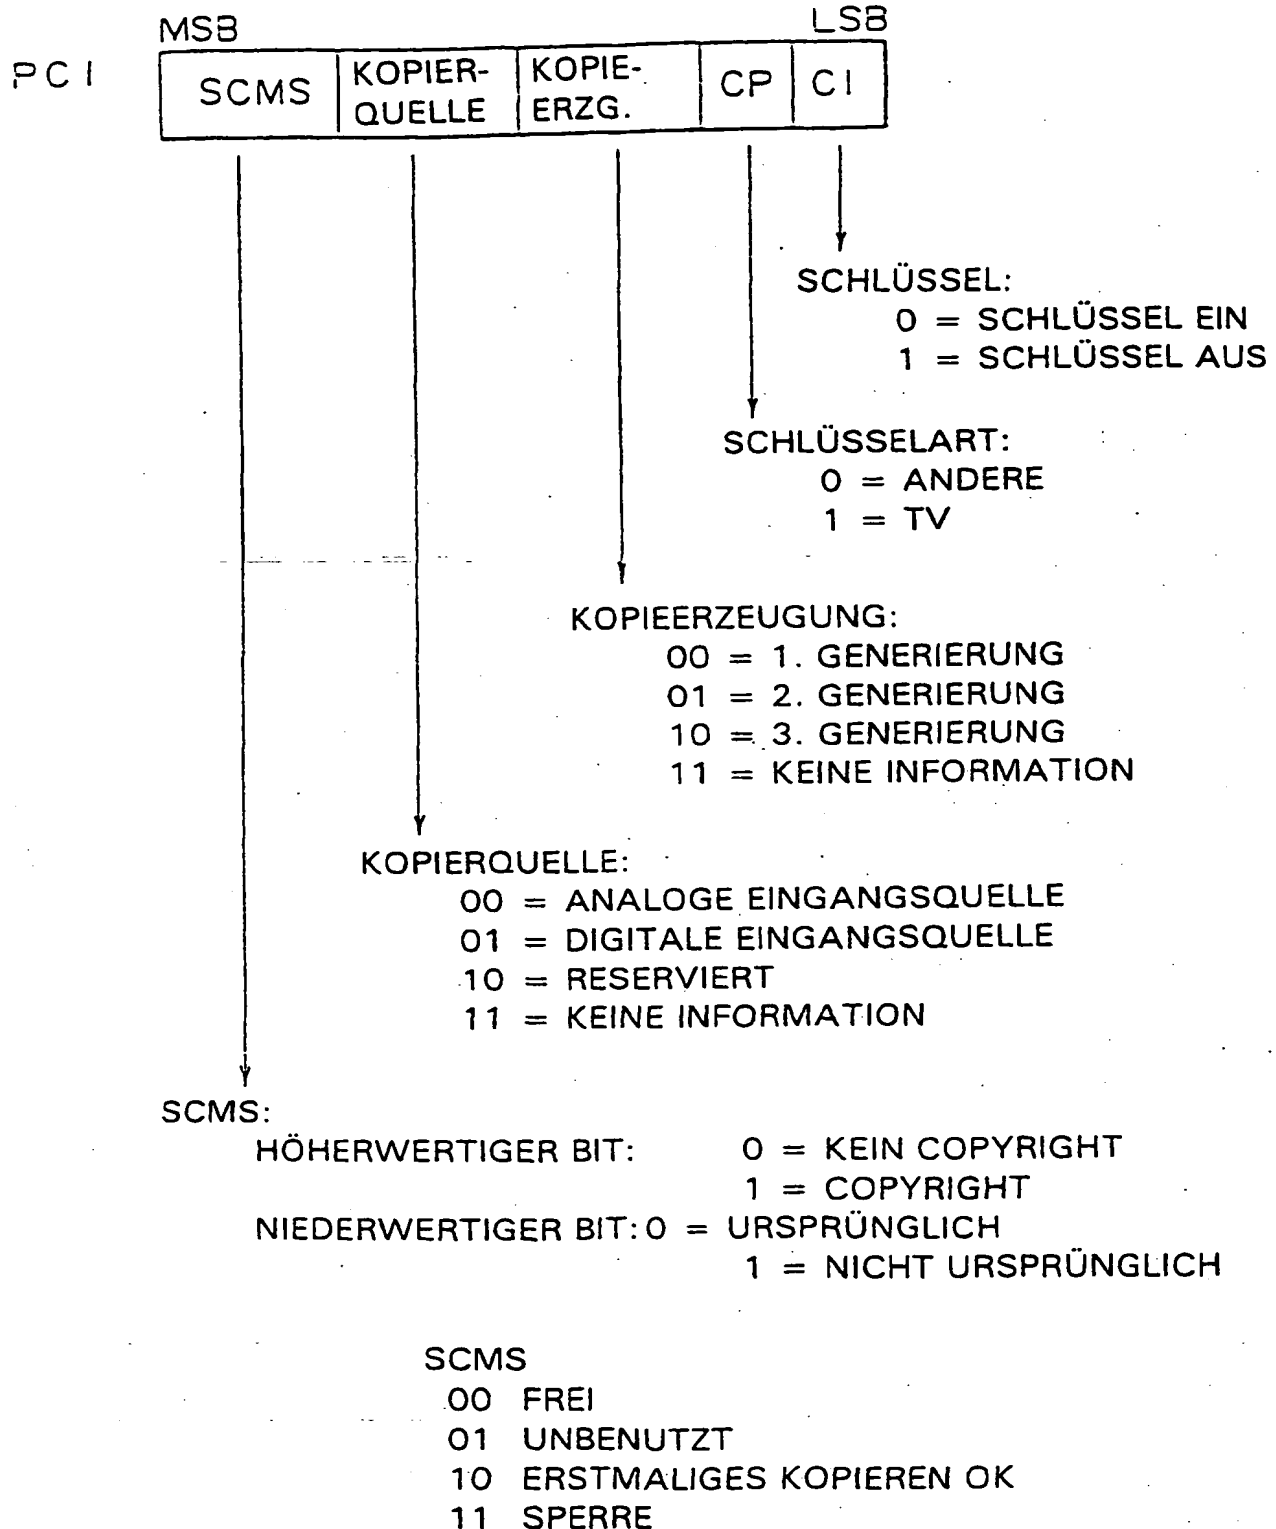 MSB LSB
PCI SCMS KOPIER- QUELLE KOPIE- ERZG. CP CI
SCHLÜSSEL:
0 = SCHLÜSSEL EIN
1 = SCHLÜSSEL AUS
SCHLÜSSELART:
0 = ANDERE
1 = TV
KOPIEERZEUGUNG:
00 = 1. GENERIERUNG
01 = 2. GENERIERUNG
10 = 3. GENERIERUNG
11 = KEINE INFORMATION
KOPIERQUELLE:
00 = ANALOGE EINGANGSQUELLE
01 = DIGITALE EINGANGSQUELLE
10 = RESERVIERT
11 = KEINE INFORMATION
SCMS:
HÖHERWERTIGER BIT: 0 = KEIN COPYRIGHT
1 = COPYRIGHT
NIEDERWERTIGER BIT: 0 = URSPRÜNGLICH
1 = NICHT URSPRÜNGLICH
SCMS
00 FREI
01 UNBENUTZT
10 ERSTMALIGES KOPIEREN OK
11 SPERRE